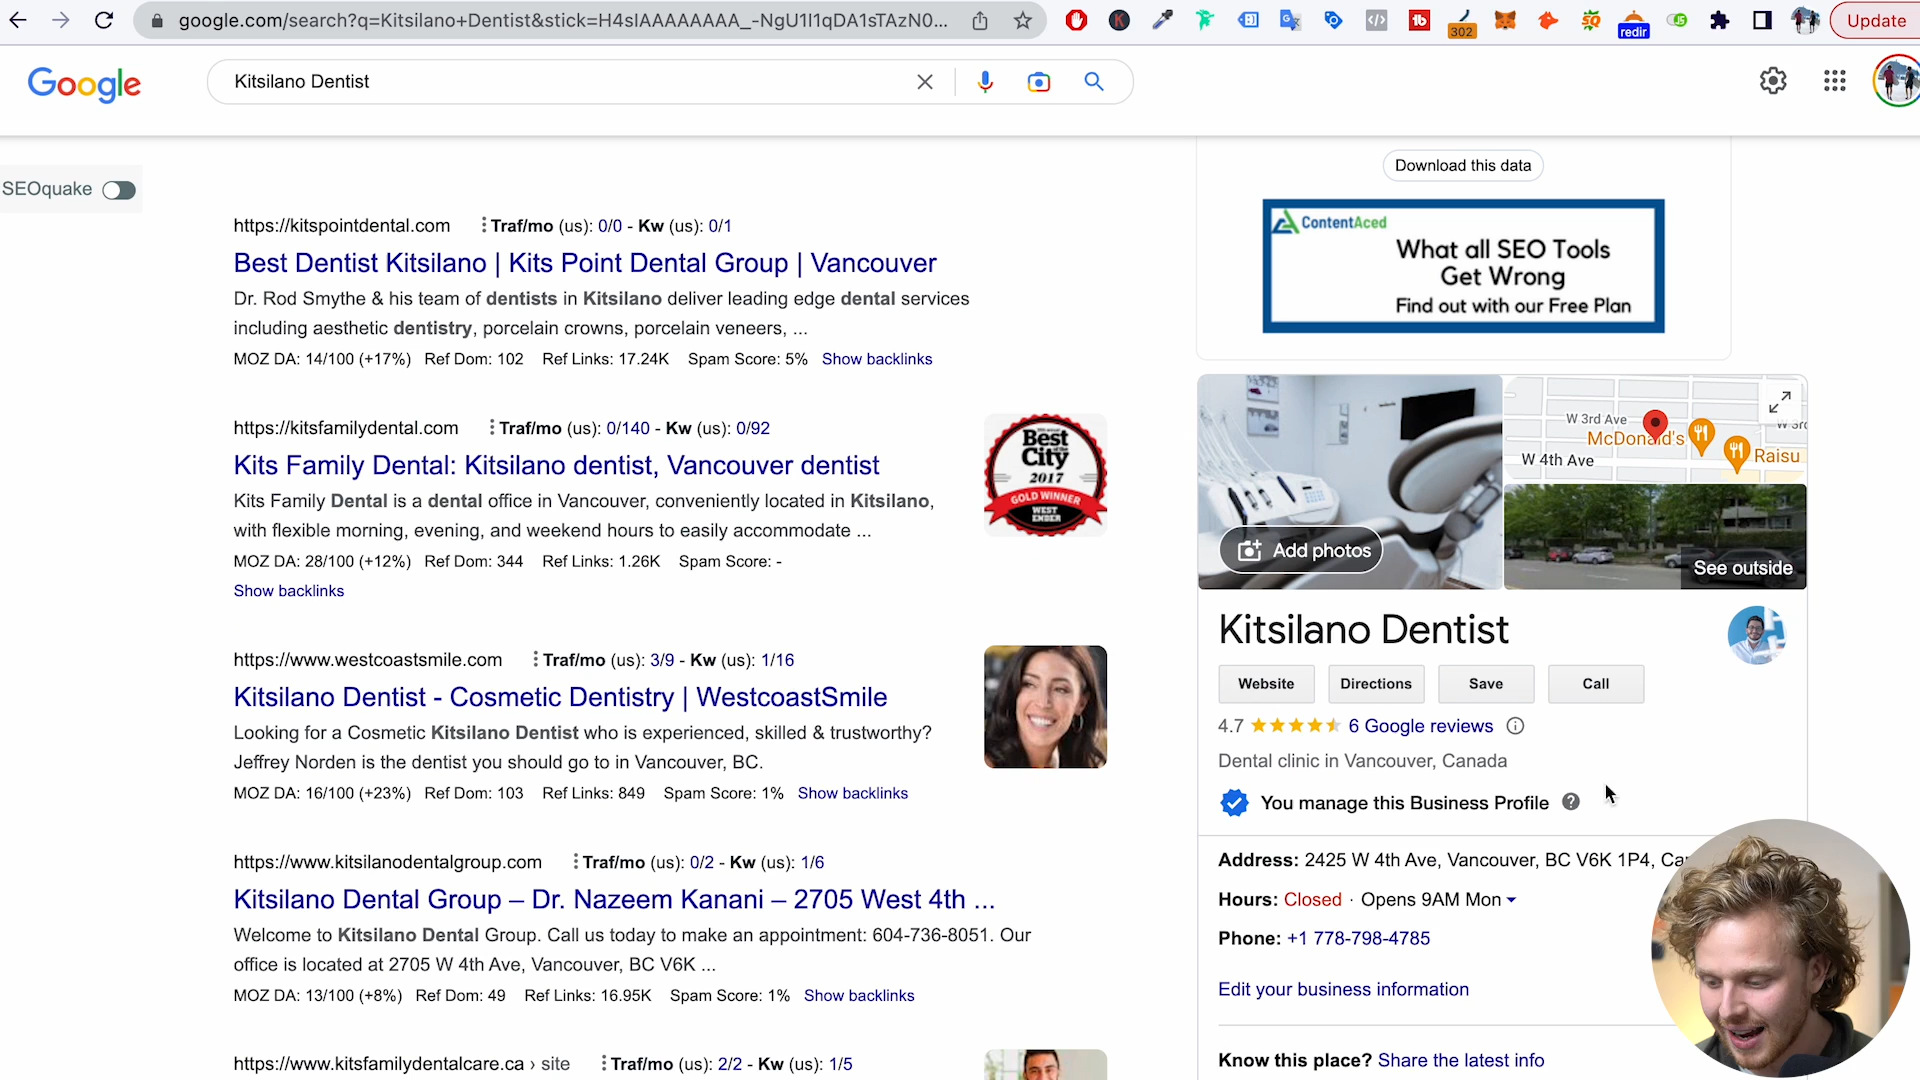 google.com/search?q=Kitsilano+Dentist&stick=H4sIAAAAAAAA_-NgU1I1qDA1sTAzN0...
302
redir
Update
Google
Kitsilano Dentist
SEOquake
https://kitspointdental.com Traf/mo (us): 0/0 - Kw (us): 0/1
Best Dentist Kitsilano | Kits Point Dental Group | Vancouver
Dr. Rod Smythe & his team of dentists in Kitsilano deliver leading edge dental services
including aesthetic dentistry, porcelain crowns, porcelain veneers, ...
MOZ DA: 14/100 (+17%) Ref Dom: 102 Ref Links: 17.24K Spam Score: 5% Show backlinks
https://kitsfamilydental.com Traf/mo (us): 0/140 - Kw (us): 0/92
Kits Family Dental: Kitsilano dentist, Vancouver dentist
Kits Family Dental is a dental office in Vancouver, conveniently located in Kitsilano,
with flexible morning, evening, and weekend hours to easily accommodate ...
MOZ DA: 28/100 (+12%) Ref Dom: 344 Ref Links: 1.26K Spam Score: -
Show backlinks
Best
of the
City
2017
GOLD WINNER
WEST
ENDER
https://www.westcoastsmile.com Traf/mo (us): 3/9 - Kw (us): 1/16
Kitsilano Dentist - Cosmetic Dentistry | WestcoastSmile
Looking for a Cosmetic Kitsilano Dentist who is experienced, skilled & trustworthy?
Jeffrey Norden is the dentist you should go to in Vancouver, BC.
MOZ DA: 16/100 (+23%) Ref Dom: 103 Ref Links: 849 Spam Score: 1% Show backlinks
https://www.kitsilanodentalgroup.com Traf/mo (us): 0/2 - Kw (us): 1/6
Kitsilano Dental Group – Dr. Nazeem Kanani – 2705 West 4th ...
Welcome to Kitsilano Dental Group. Call us today to make an appointment: 604-736-8051. Our
office is located at 2705 W 4th Ave, Vancouver, BC V6K ...
MOZ DA: 13/100 (+8%) Ref Dom: 49 Ref Links: 16.95K Spam Score: 1% Show backlinks
https://www.kitsfamilydentalcare.ca › site Traf/mo (us): 2/2 - Kw (us): 1/5
Download this data
ContentAced
What all SEO Tools
Get Wrong
Find out with our Free Plan
W 3rd Ave
McDonald's
W 4th Ave
Raisu
Add photos
See outside
Kitsilano Dentist
Website Directions Save Call
4.7 6 Google reviews
Dental clinic in Vancouver, Canada
You manage this Business Profile
Address: 2425 W 4th Ave, Vancouver, BC V6K 1P4,
Hours: Closed · Opens 9AM Mon
Phone: +1 778-798-4785
Edit your business information
Know this place? Share the latest info